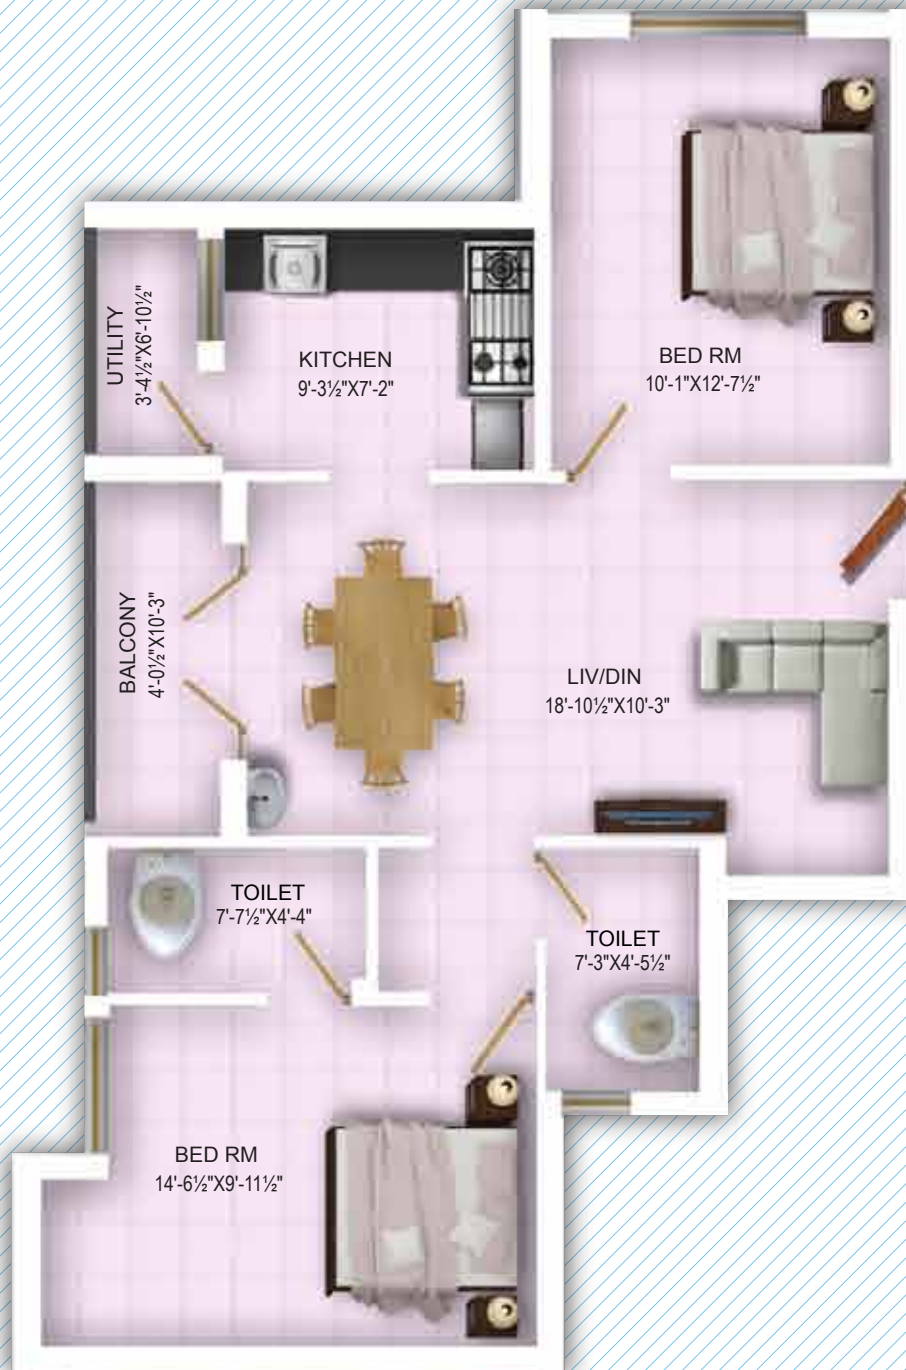 BED RM
10'-1"X12'-7½"
KITCHEN
9'-3½"X7'-2"
UTILITY
3'-4½"X6'-10½"
BALCONY
4'-0½"X10'-3"
LIV/DIN
18'-10½"X10'-3"
TOILET
7'-7½"X4'-4"
TOILET
7'-3"X4'-5½"
BED RM
14'-6½"X9'-11½"